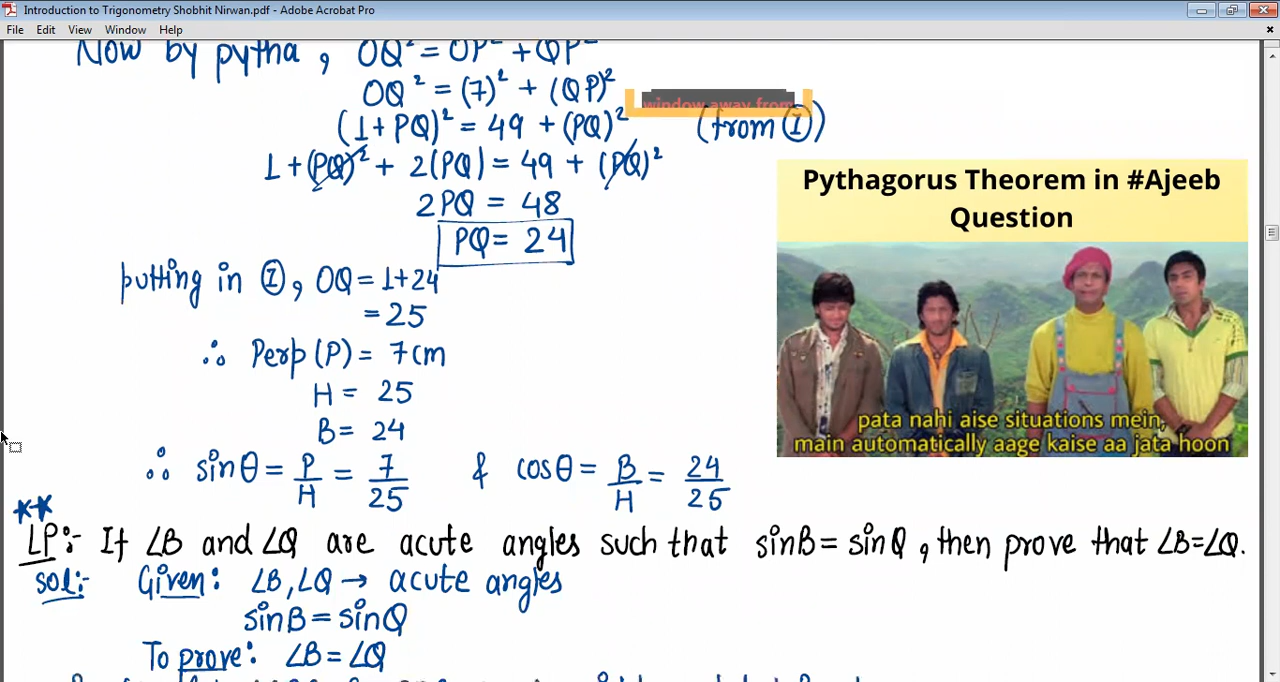 Introduction to Trigonometry Shobhit Nirwan.pdf - Adobe Acrobat Pro
File Edit View Window Help
Now by pytha, OQ² = OP² + QP²
OQ² = (7)² + (QP)²
window away from
(1+PQ)² = 49 + (PQ)² (from I)
1 + (PQ)² + 2(PQ) = 49 + (PQ)²
2PQ = 48
PQ = 24
putting in I, OQ = 1+24
= 25
∴ Perp (P) = 7cm
H = 25
B = 24
∴ sinθ = P/H = 7/25 & cosθ = B/H = 24/25
Pythagorus Theorem in #Ajeeb
Question
pata nahi aise situations mein,
main automatically aage kaise aa jata hoon
**
LP:- If ∠B and ∠Q are acute angles such that sinB = sinQ, then prove that ∠B=∠Q.
Sol:- Given: ∠B, ∠Q → acute angles
sinB = sinQ
To prove: ∠B = ∠Q